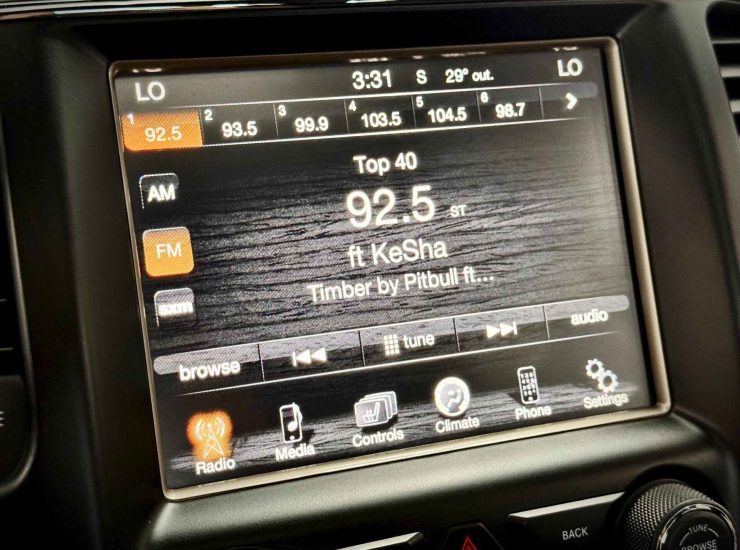 LO 3:31 S 29° out. LO
1 92.5 2 93.5 3 99.9 4 103.5 5 104.5 6 98.7
Top 40
AM
92.5 ST
FM
ft KeSha
Timber by Pitbull ft...
sxm
browse tune audio
Radio Media Controls Climate Phone Settings
BACK
TUNE
BROWSE